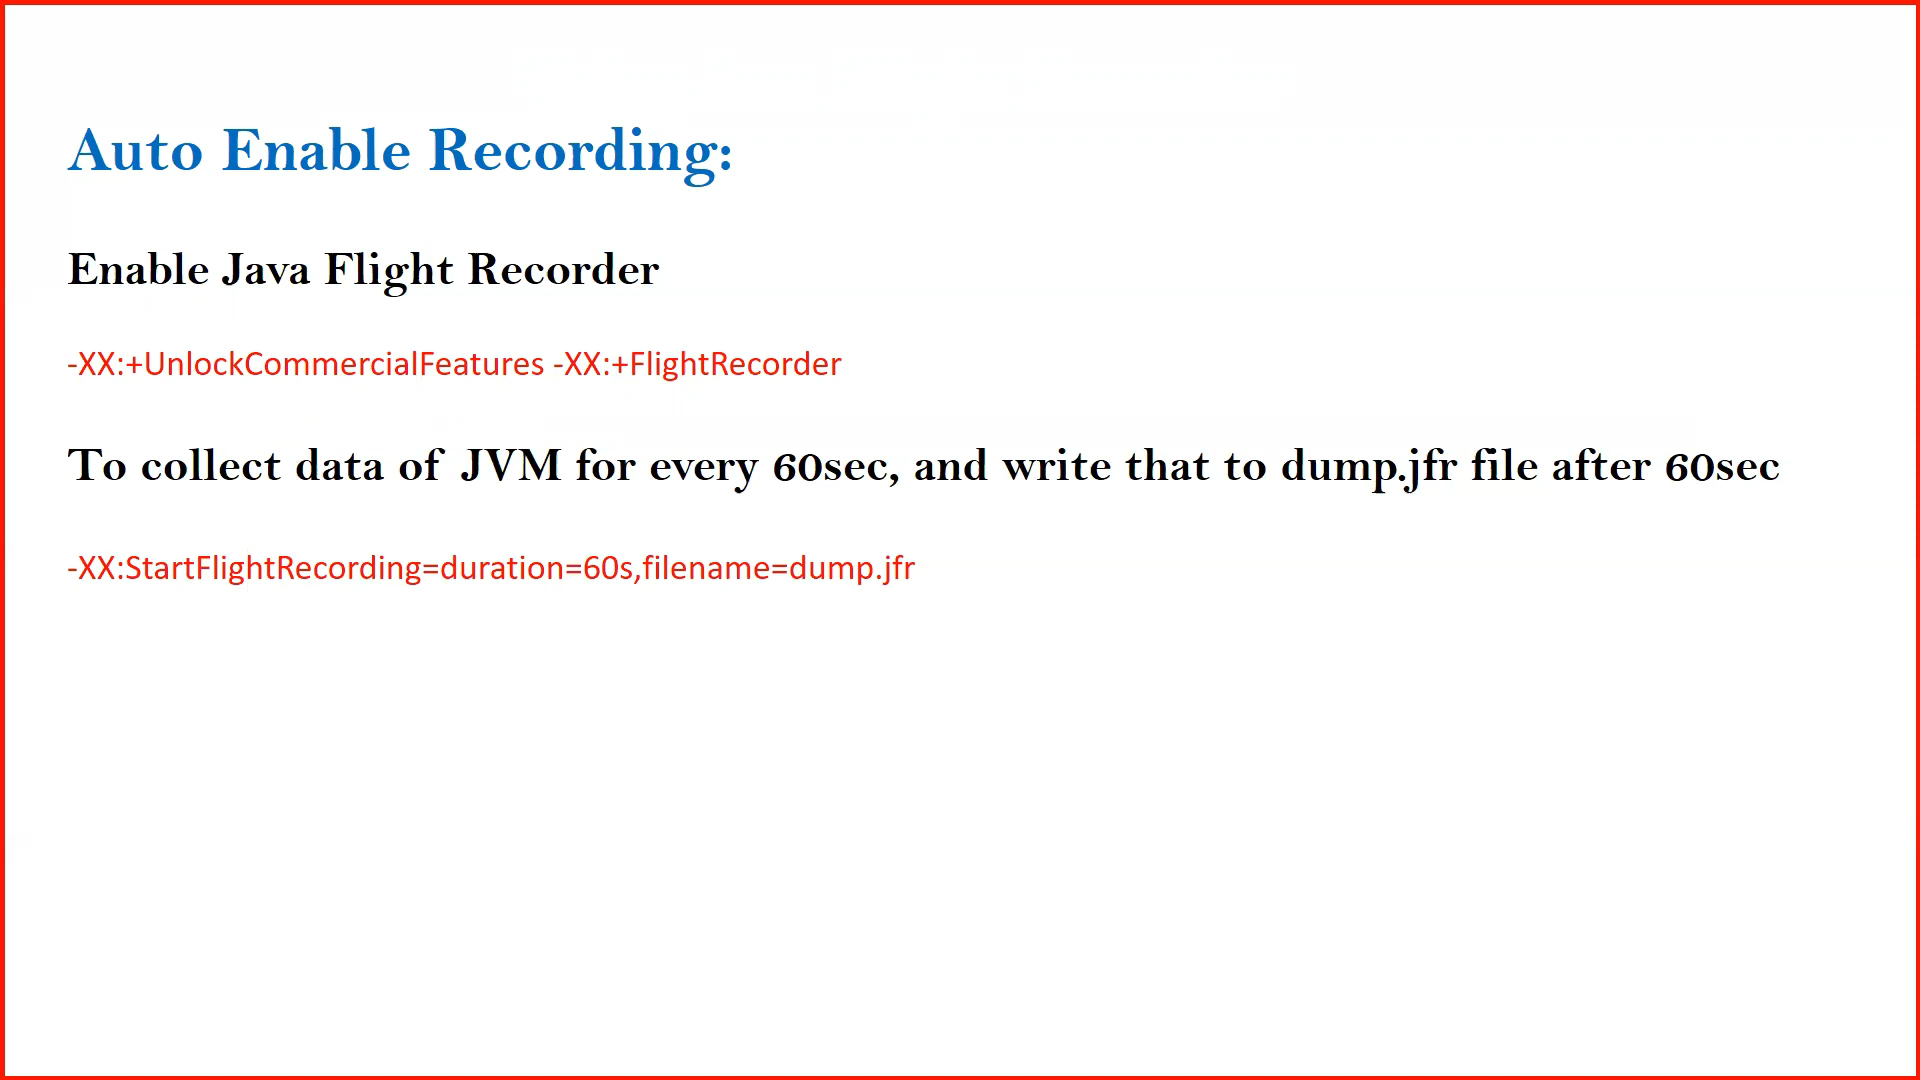 Auto Enable Recording:
Enable Java Flight Recorder
-XX:+UnlockCommercialFeatures -XX:+FlightRecorder
To collect data of JVM for every 60sec, and write that to dump.jfr file after 60sec
-XX:StartFlightRecording=duration=60s,filename=dump.jfr